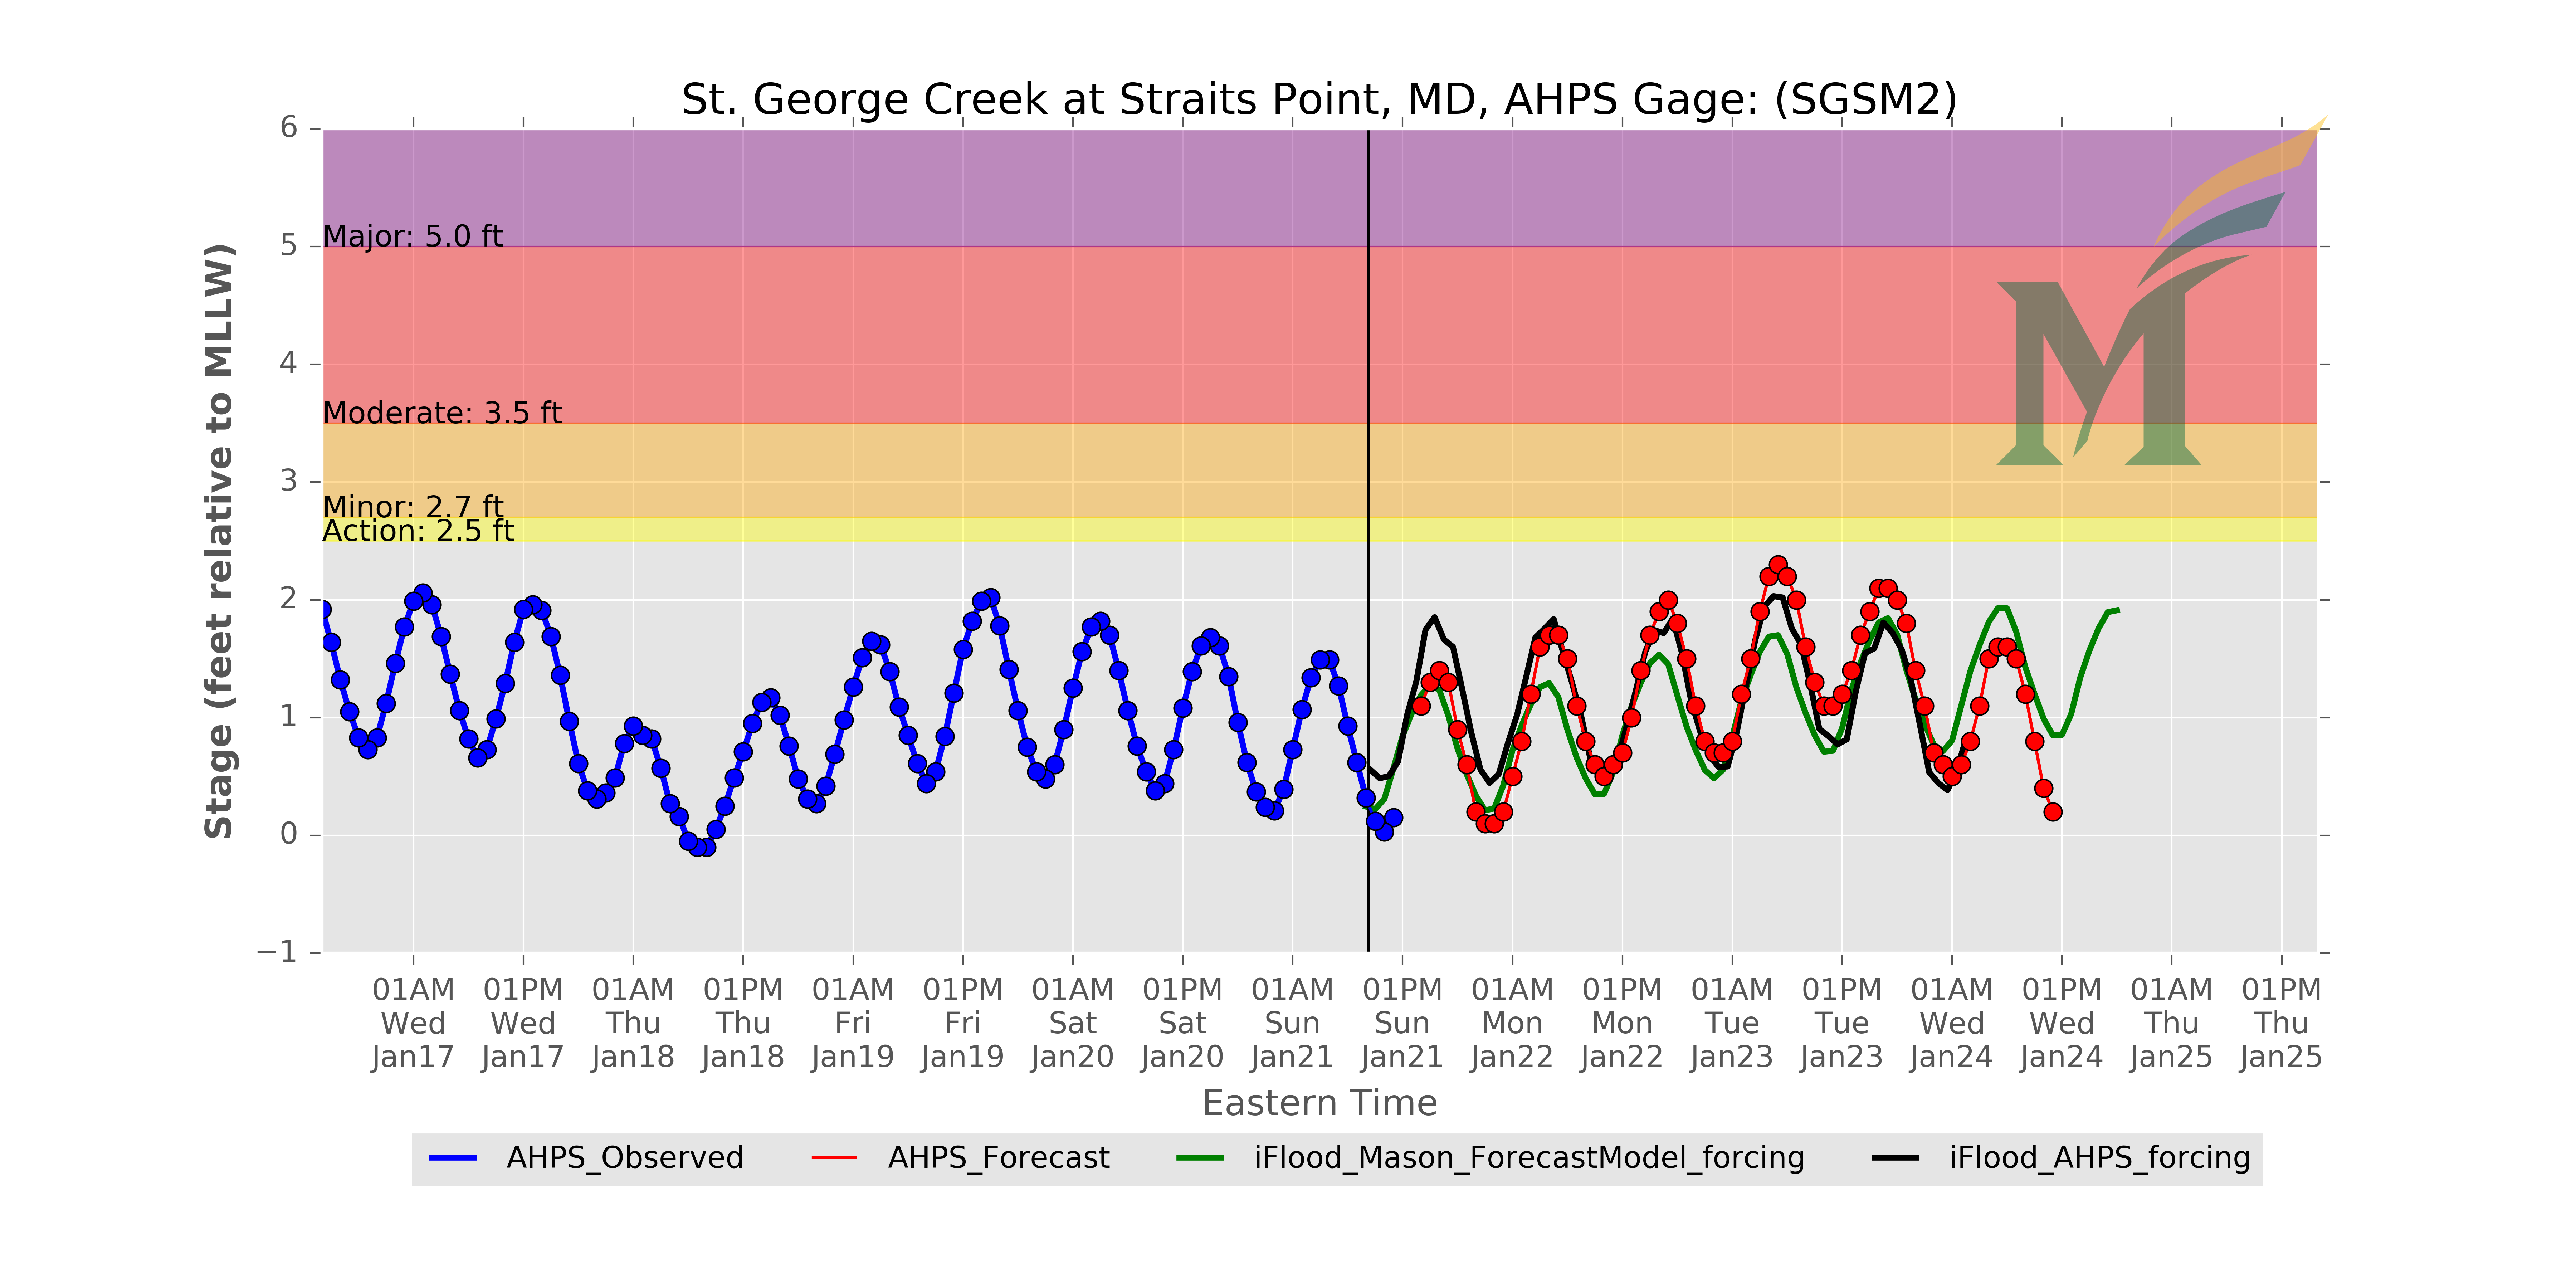 St. George Creek at Straits Point, MD, AHPS Gage: (SGSM2)
Stage (feet relative to MLLW)
6
5
4
3
2
1
0
−1
Major: 5.0 ft
Moderate: 3.5 ft
Minor: 2.7 ft
Action: 2.5 ft
M
01AM 01PM 01AM 01PM 01AM 01PM 01AM 01PM 01AM 01PM 01AM 01PM 01AM 01PM 01AM 01PM 01AM 01PM
Wed Wed Thu Thu Fri Fri Sat Sat Sun Sun Mon Mon Tue Tue Wed Wed Thu Thu
Jan17 Jan17 Jan18 Jan18 Jan19 Jan19 Jan20 Jan20 Jan21 Jan21 Jan22 Jan22 Jan23 Jan23 Jan24 Jan24 Jan25 Jan25
Eastern Time
AHPS_Observed AHPS_Forecast iFlood_Mason_ForecastModel_forcing iFlood_AHPS_forcing